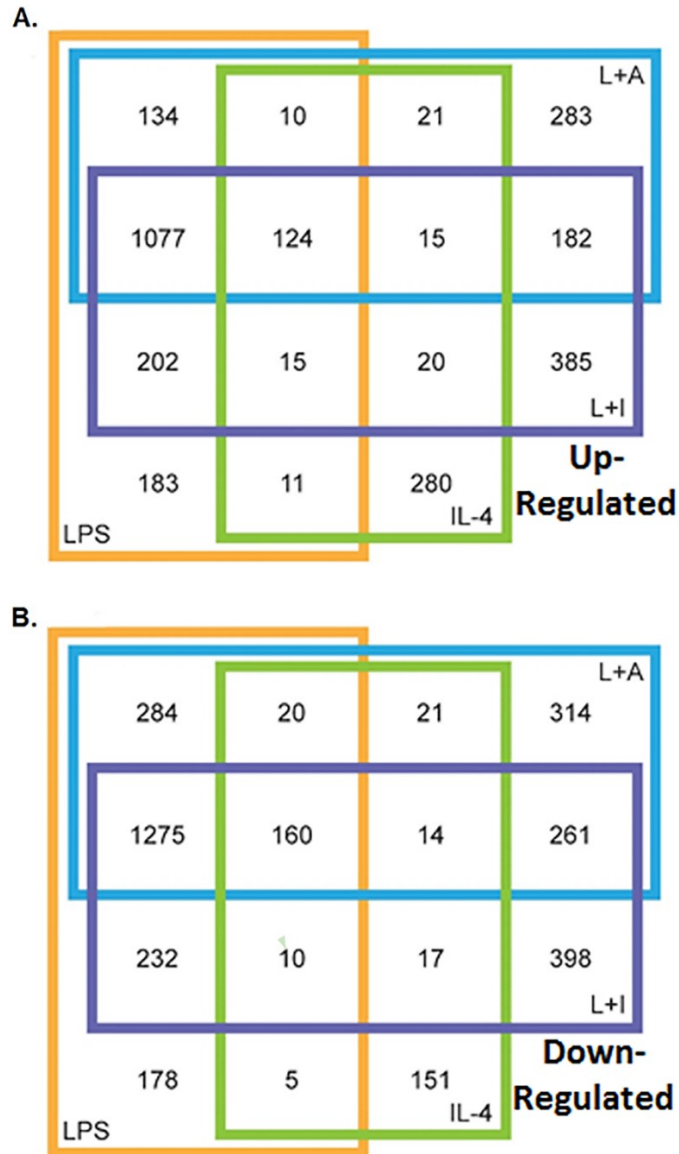 A.
L+A
134 10 21 283
1077 124 15 182
202 15 20 385
L+I
Up-
Regulated
183 11 280
IL-4
LPS
B.
L+A
284 20 21 314
1275 160 14 261
232 10 17 398
L+I
Down-
Regulated
178 5 151
IL-4
LPS